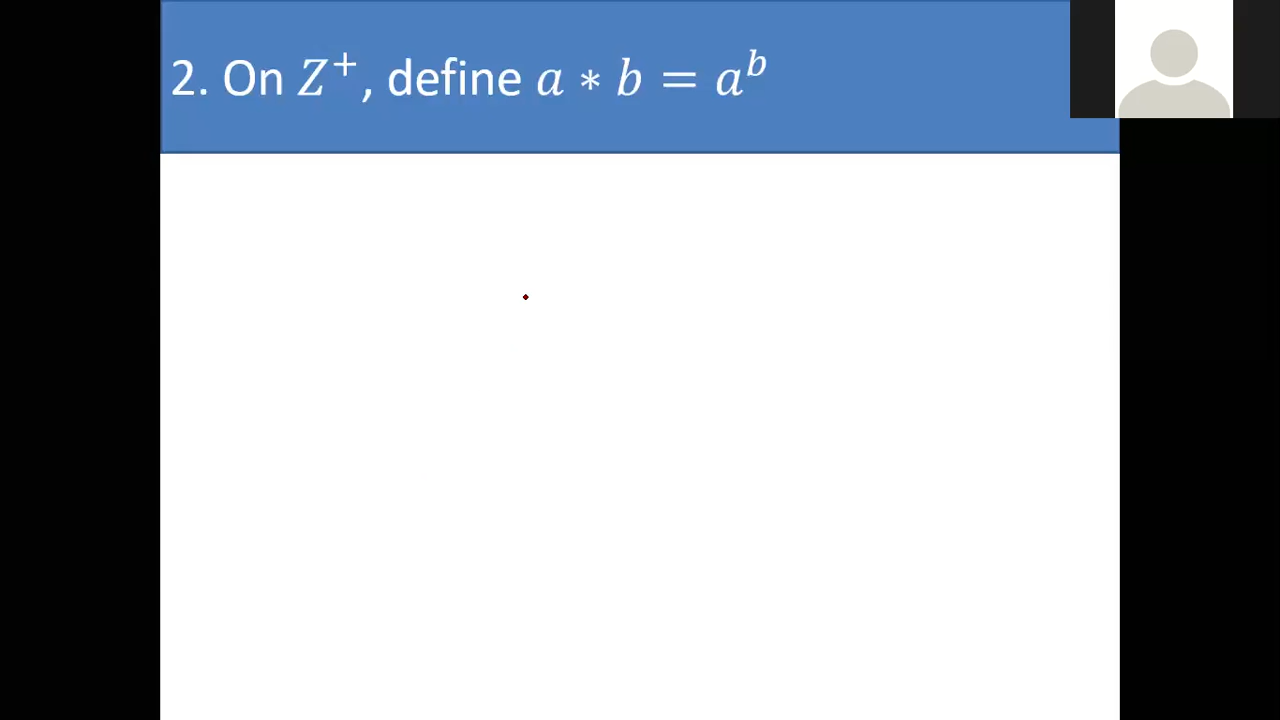 2. On Z⁺, define a ∗ b = aᵇ